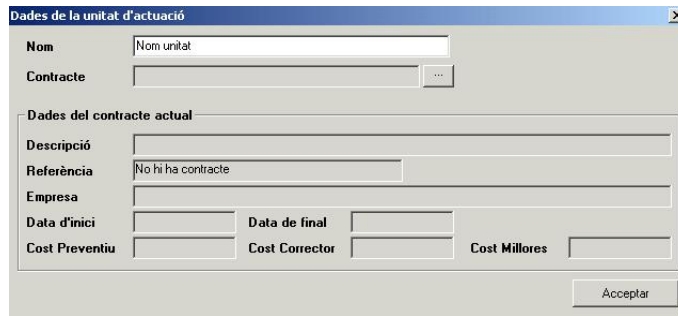 Dades de la unitat d'actuació
Nom Nom unitat
Contracte ...
Dades del contracte actual
Descripció
Referència No hi ha contracte
Empresa
Data d'inici Data de final
Cost Preventiu Cost Corrector Cost Millores
Acceptar